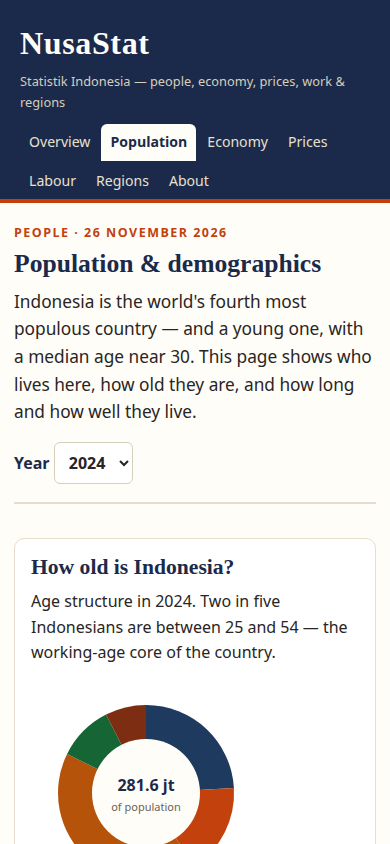 NusaStat
Statistik Indonesia — people, economy, prices, work &
regions
Overview Population Economy Prices
Labour Regions About
PEOPLE · 26 NOVEMBER 2026
Population & demographics
Indonesia is the world's fourth most
populous country — and a young one, with
a median age near 30. This page shows who
lives here, how old they are, and how long
and how well they live.
Year 2024
How old is Indonesia?
Age structure in 2024. Two in five
Indonesians are between 25 and 54 — the
working-age core of the country.
281.6 jt
of population